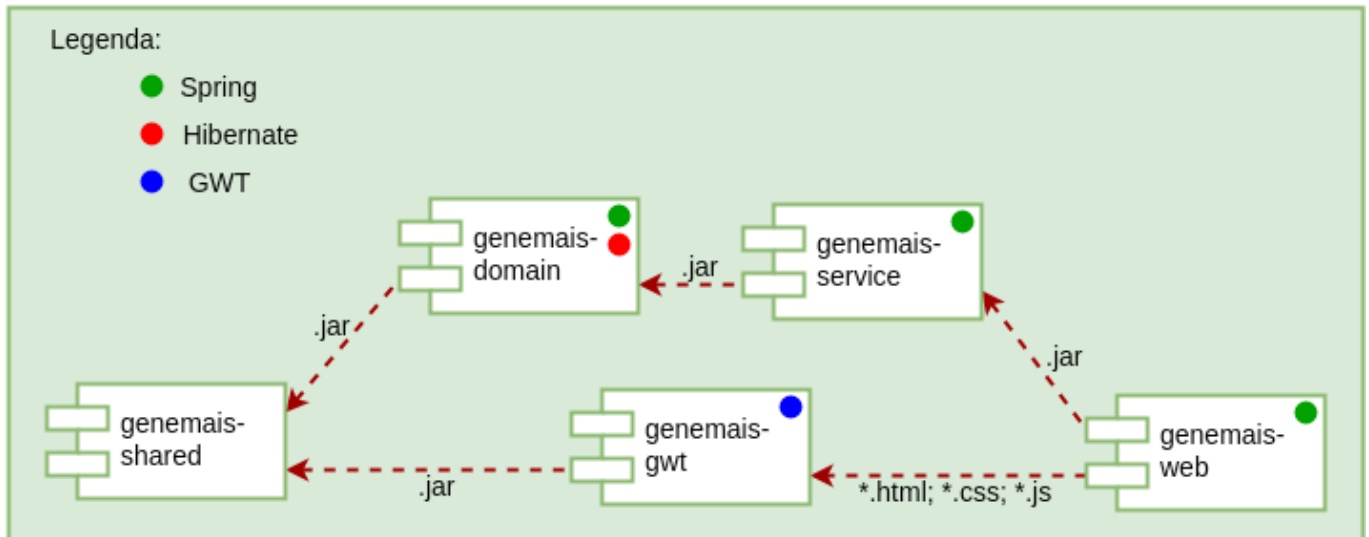 Legenda:
Spring
Hibernate
GWT
genemais-
domain
.jar
genemais-
service
.jar
.jar
genemais-
shared
.jar
genemais-
gwt
*.html; *.css; *.js
genemais-
web